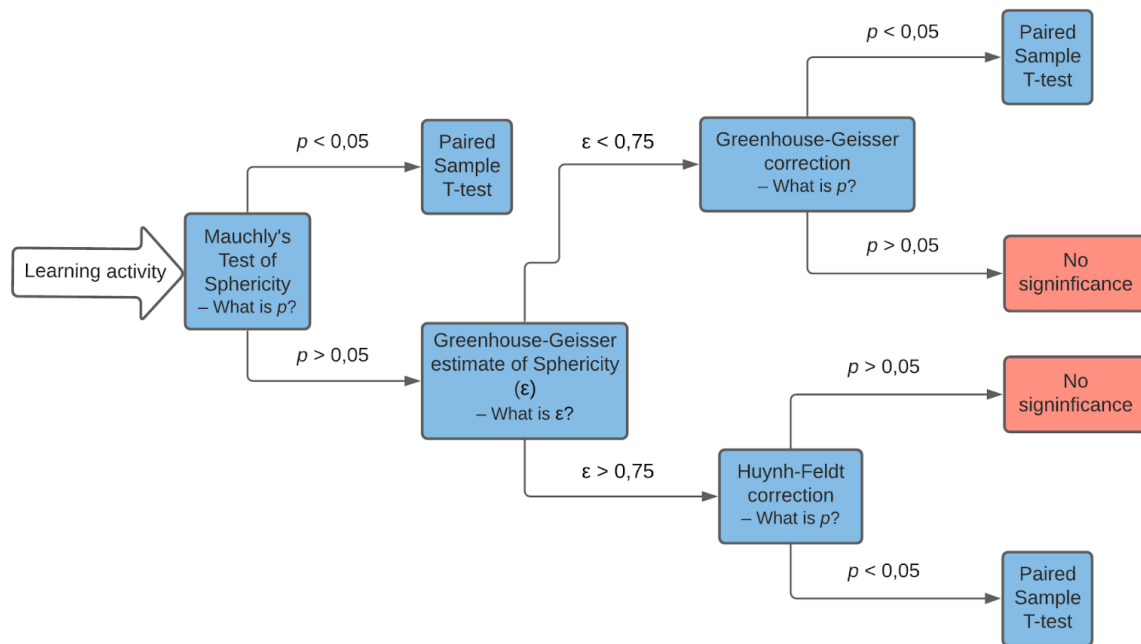 Learning activity
Mauchly's
Test of
Sphericity
– What is p?
p < 0,05
Paired
Sample
T-test
p > 0,05
Greenhouse-Geisser
estimate of Sphericity
(ε)
– What is ε?
ε < 0,75
Greenhouse-Geisser
correction
– What is p?
p < 0,05
Paired
Sample
T-test
p > 0,05
No
signinficance
ε > 0,75
Huynh-Feldt
correction
– What is p?
p > 0,05
No
signinficance
p < 0,05
Paired
Sample
T-test